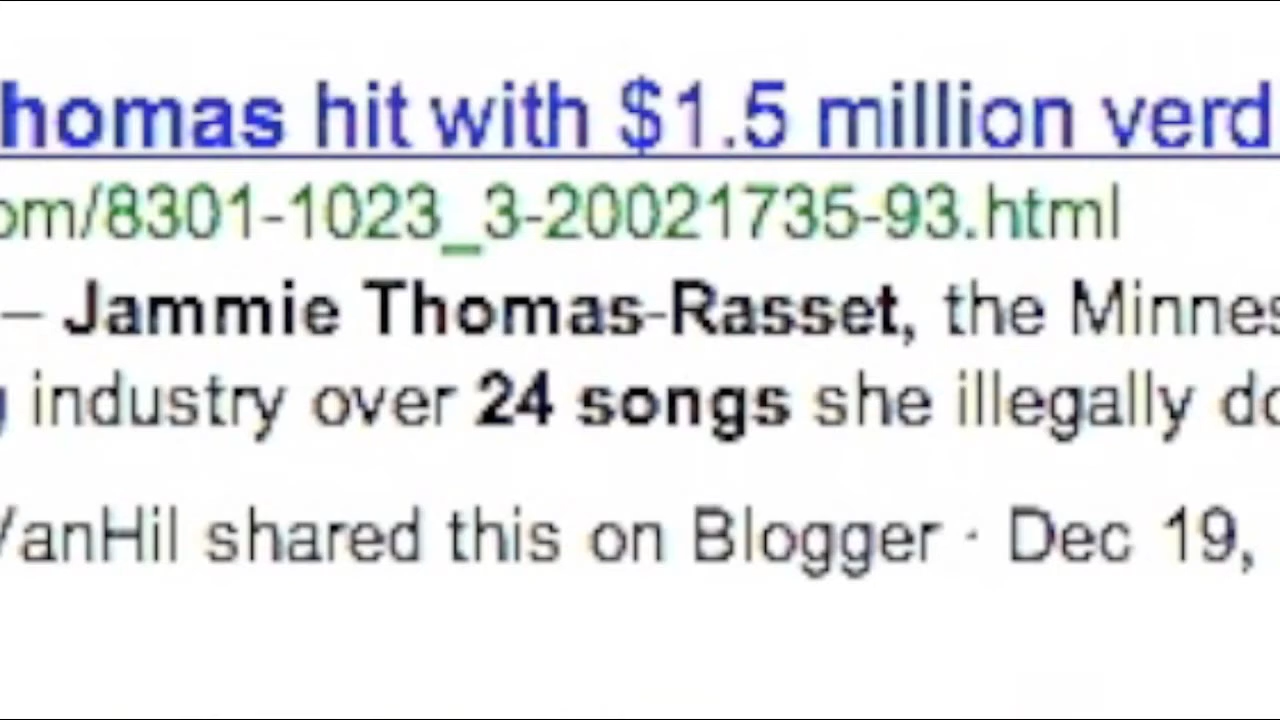 homas hit with $1.5 million verd
om/8301-1023_3-20021735-93.html
– Jammie Thomas-Rasset, the Minnes
industry over 24 songs she illegally do
VanHil shared this on Blogger · Dec 19,